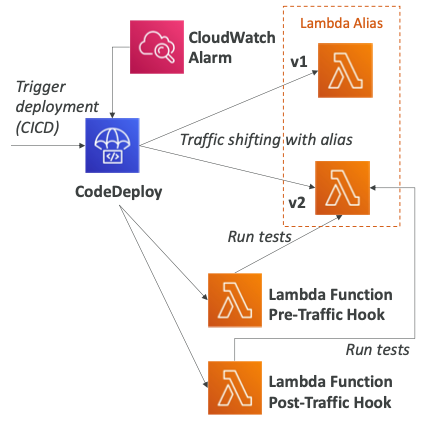 Lambda Alias
CloudWatch
Alarm
v1
Trigger
deployment
(CICD)
Traffic shifting with alias
CodeDeploy
v2
Run tests
Lambda Function
Pre-Traffic Hook
Run tests
Lambda Function
Post-Traffic Hook